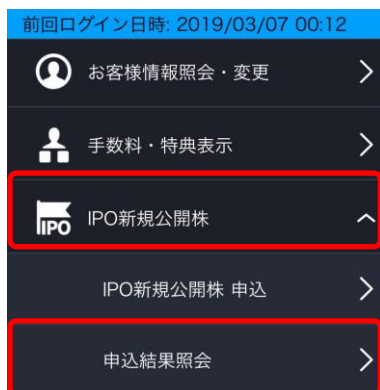 前回ログイン日時: 2019/03/07 00:12
お客様情報照会・変更
手数料・特典表示
IPO
IPO新規公開株
IPO新規公開株 申込
申込結果照会